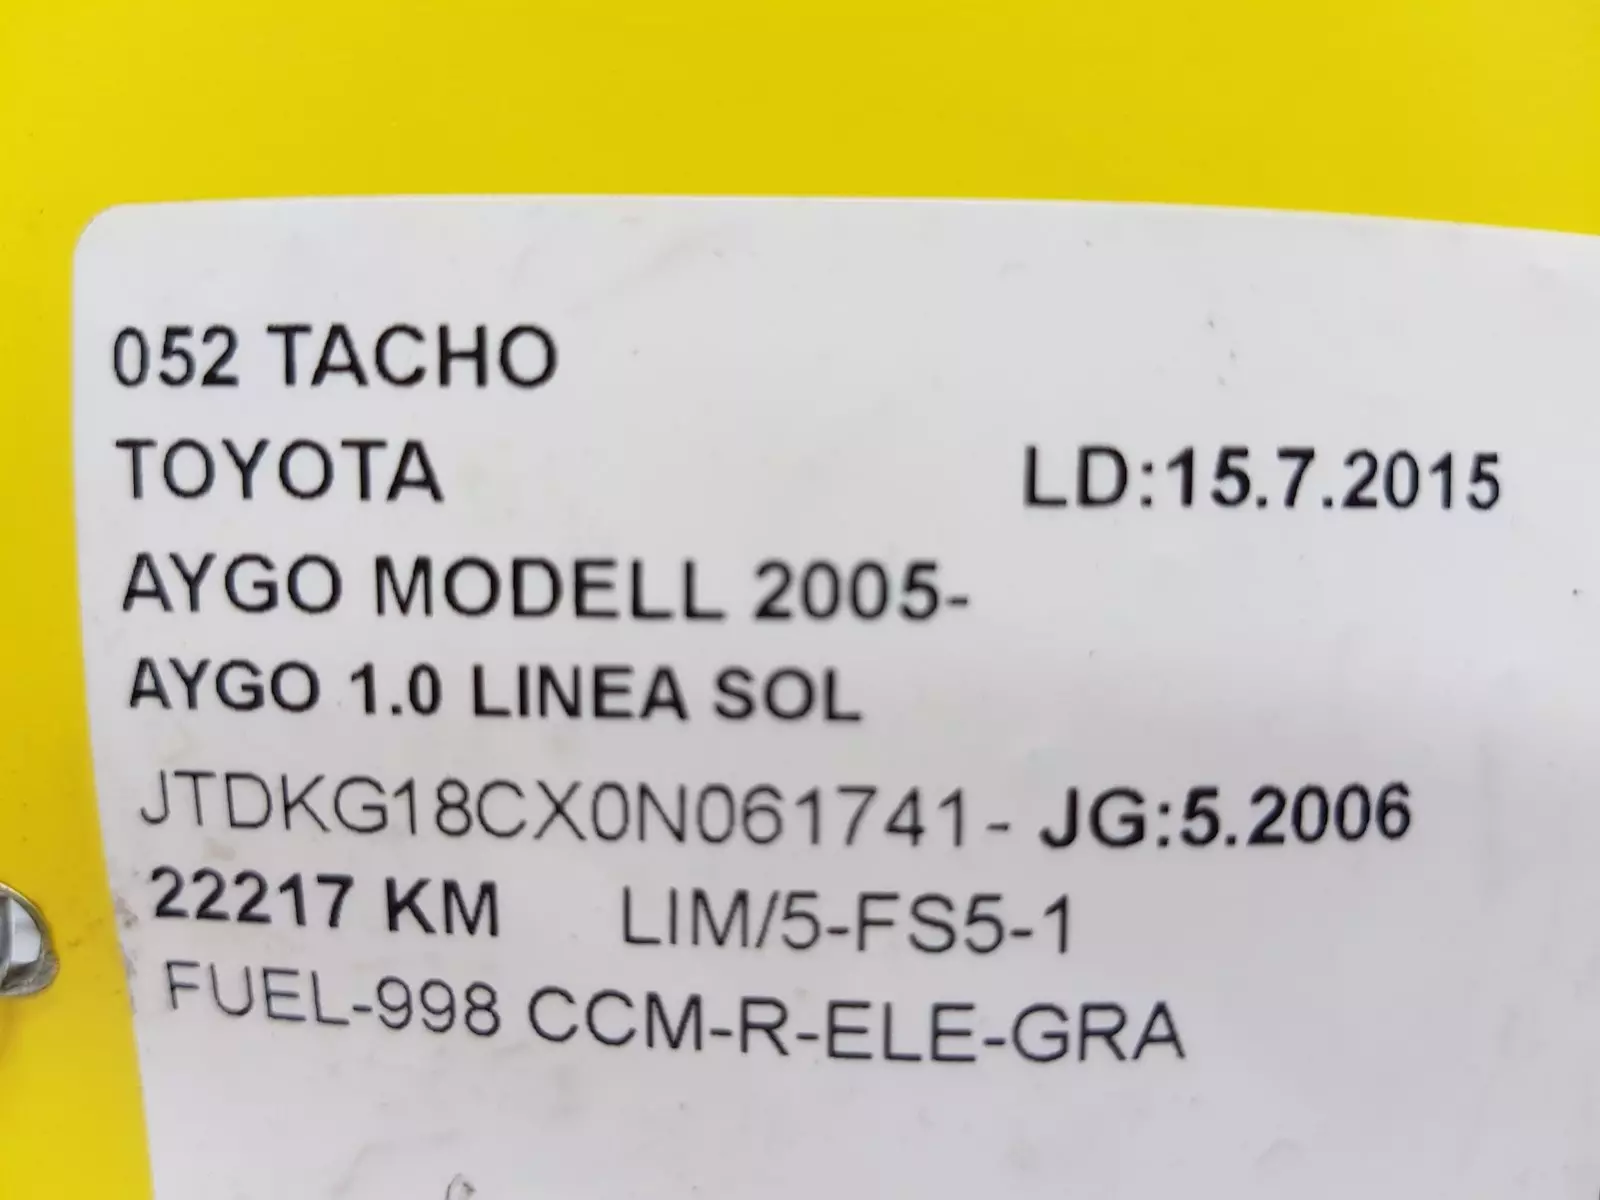 052 TACHO
TOYOTA LD:15.7.2015
AYGO MODELL 2005-
AYGO 1.0 LINEA SOL
JTDKG18CX0N061741- JG:5.2006
22217 KM LIM/5-FS5-1
FUEL-998 CCM-R-ELE-GRA